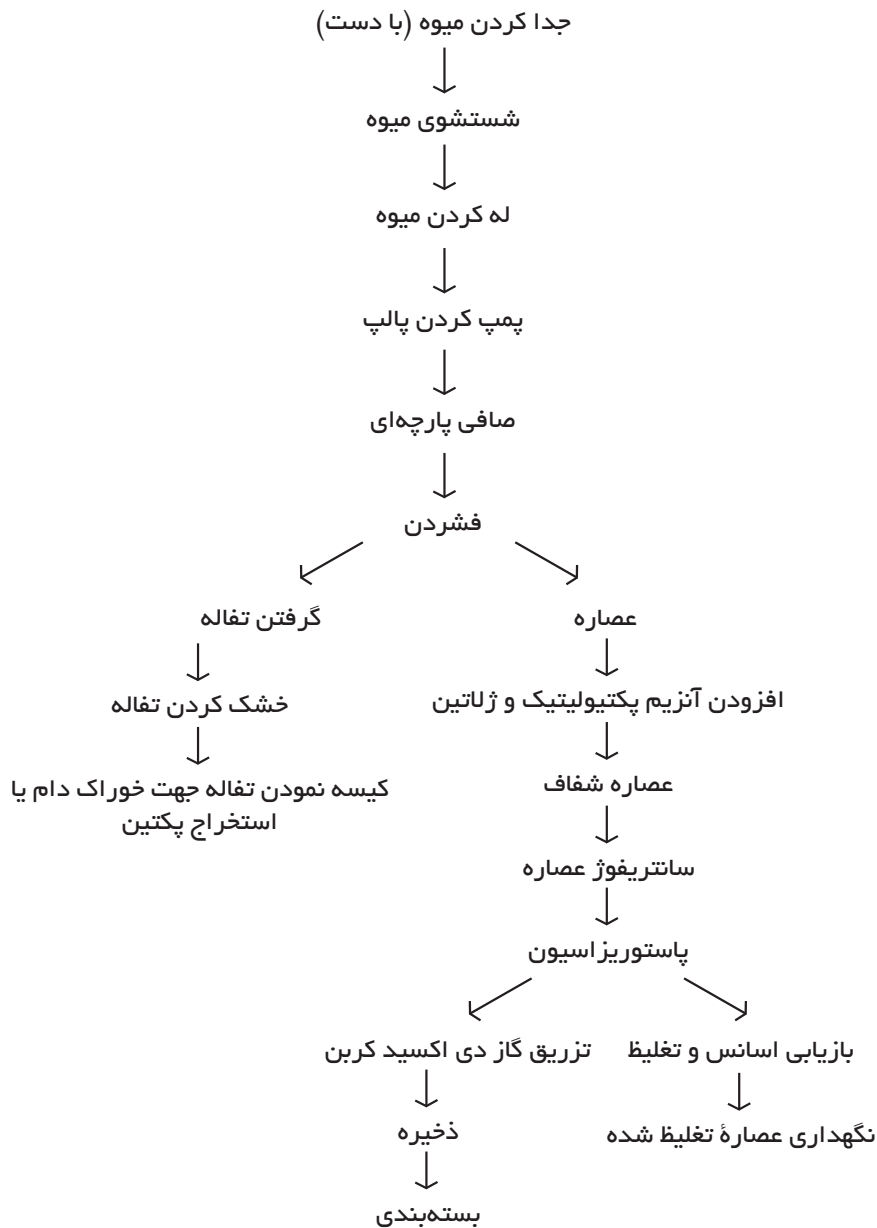 جدا کردن میوه (با دست)
شستشوی میوه
له کردن میوه
پمپ کردن پالپ
صافی پارچه‌ای
فشردن
عصاره
گرفتن تفاله
افزودن آنزیم پکتیولیتیک و ژلاتین
خشک کردن تفاله
عصاره شفاف
کیسه نمودن تفاله جهت خوراک دام یا
استخراج پکتین
سانتریفوژ عصاره
پاستوریزاسیون
بازیابی اسانس و تغلیظ
تزریق گاز دی اکسید کربن
نگهداری عصارهٔ تغلیظ شده
ذخیره
بسته‌بندی